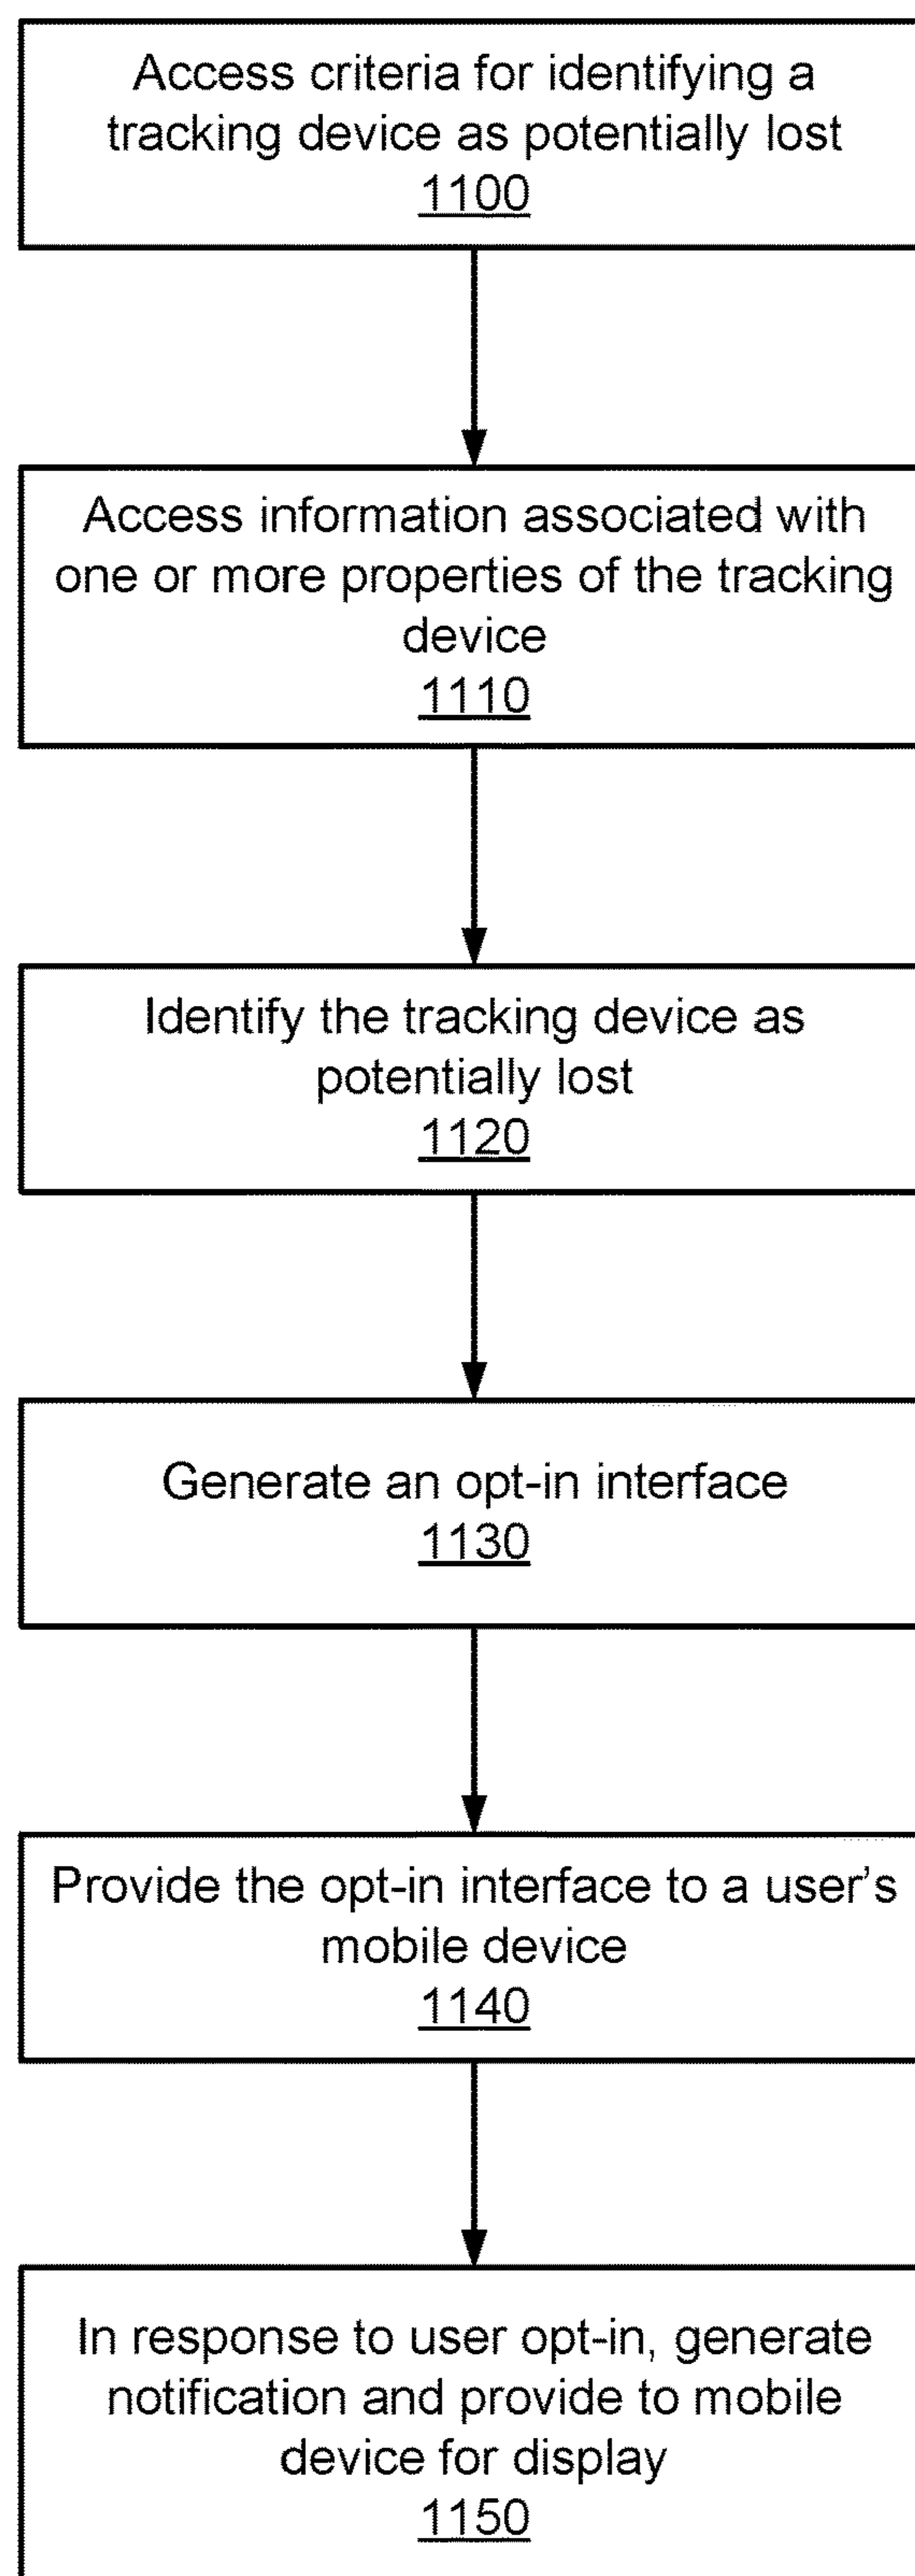 Access criteria for identifying a
tracking device as potentially lost
1100
Access information associated with
one or more properties of the tracking
device
1110
Identify the tracking device as
potentially lost
1120
Generate an opt-in interface
1130
Provide the opt-in interface to a user's
mobile device
1140
In response to user opt-in, generate
notification and provide to mobile
device for display
1150